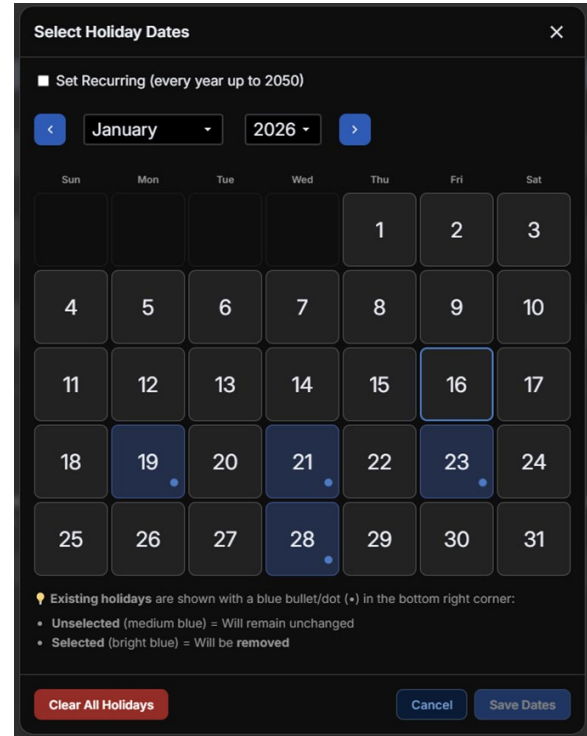 Select Holiday Dates ×
Set Recurring (every year up to 2050)
‹ January 2026 ›
Sun Mon Tue Wed Thu Fri Sat
1 2 3
4 5 6 7 8 9 10
11 12 13 14 15 16 17
18 19 20 21 22 23 24
25 26 27 28 29 30 31
💡 Existing holidays are shown with a blue bullet/dot (•) in the bottom right corner:
• Unselected (medium blue) = Will remain unchanged
• Selected (bright blue) = Will be removed
Clear All Holidays Cancel Save Dates